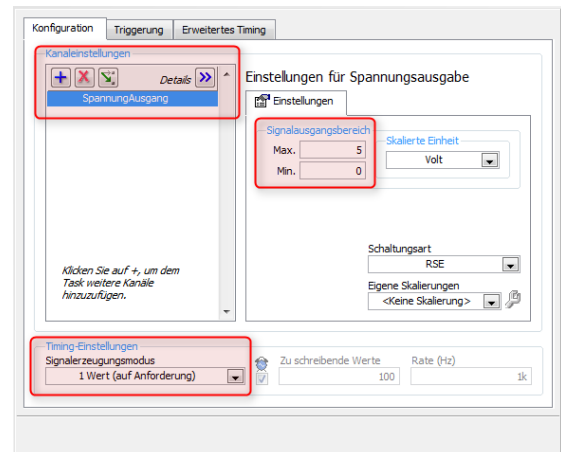 Konfiguration Triggerung Erweitertes Timing
Kanaleinstellungen
Details
SpannungAusgang
Klicken Sie auf +, um dem
Task weitere Kanäle
hinzuzufügen.
Einstellungen für Spannungsausgabe
Einstellungen
Signalausgangsbereich
Max. 5
Min. 0
Skalierte Einheit
Volt
Schaltungsart
RSE
Eigene Skalierungen
<Keine Skalierung>
Timing-Einstellungen
Signalerzeugungsmodus
1 Wert (auf Anforderung)
Zu schreibende Werte
100
Rate (Hz)
1k